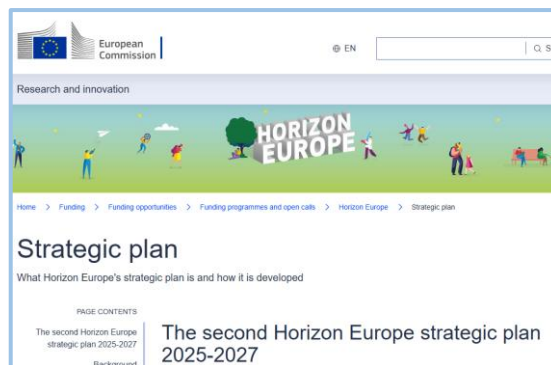 European
Commission
EN
S
Research and innovation
HORIZON
EUROPE
Home > Funding > Funding opportunities > Funding programmes and open calls > Horizon Europe > Strategic plan
Strategic plan
What Horizon Europe's strategic plan is and how it is developed
PAGE CONTENTS
The second Horizon Europe
strategic plan 2025-2027
Background
The second Horizon Europe strategic plan
2025-2027